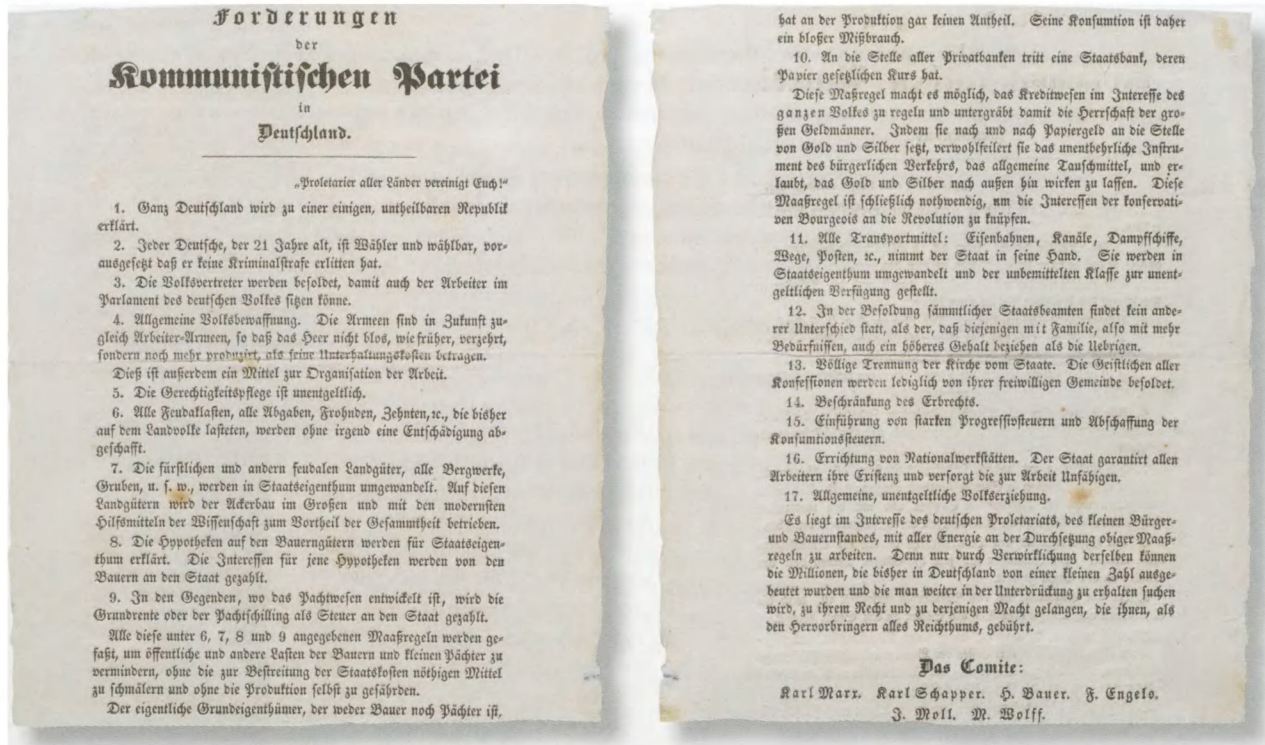 Forderungen
der
Kommunistischen Partei
in
Deutschland.
„Proletarier aller Länder vereinigt Euch!“
1. Ganz Deutschland wird zu einer einigen, untheilbaren Republik
erklärt.
2. Jeder Deutsche, der 21 Jahre alt, ist Wähler und wählbar, vor-
ausgesetzt daß er keine Kriminalstrafe erlitten hat.
3. Die Volksvertreter werden besoldet, damit auch der Arbeiter im
Parlament des deutschen Volkes sitzen könne.
4. Allgemeine Volksbewaffnung. Die Armeen sind in Zukunft zu-
gleich Arbeiter-Armeen, so daß das Heer nicht blos, wie früher, verzehrt,
sondern noch mehr produzirt, als seine Unterhaltungskosten betragen.
Dieß ist außerdem ein Mittel zur Organisation der Arbeit.
5. Die Gerechtigkeitspflege ist unentgeltlich.
6. Alle Feudallasten, alle Abgaben, Frohnden, Zehnten, ꝛc., die bisher
auf dem Landvolke lasteten, werden ohne irgend eine Entschädigung ab-
geschafft.
7. Die fürstlichen und andern feudalen Landgüter, alle Bergwerke,
Gruben, u. s. w., werden in Staatseigenthum umgewandelt. Auf diesen
Landgütern wird der Ackerbau im Großen und mit den modernsten
Hilfsmitteln der Wissenschaft zum Vortheil der Gesammtheit betrieben.
8. Die Hypotheken auf den Bauerngütern werden für Staatseigen-
thum erklärt. Die Interessen für jene Hypotheken werden von den
Bauern an den Staat gezahlt.
9. In den Gegenden, wo das Pachtwesen entwickelt ist, wird die
Grundrente oder der Pachtschilling als Steuer an den Staat gezahlt.
Alle diese unter 6, 7, 8 und 9 angegebenen Maaßregeln werden ge-
faßt, um öffentliche und andere Lasten der Bauern und kleinen Pächter zu
vermindern, ohne die zur Bestreitung der Staatskosten nöthigen Mittel
zu schmälern und ohne die Produktion selbst zu gefährden.
Der eigentliche Grundeigenthümer, der weder Bauer noch Pächter ist,
hat an der Produktion gar keinen Antheil. Seine Konsumtion ist daher
ein bloßer Mißbrauch.
10. An die Stelle aller Privatbanken tritt eine Staatsbank, deren
Papier gesetzlichen Kurs hat.
Diese Maßregel macht es möglich, das Kreditwesen im Interesse des
ganzen Volkes zu regeln und untergräbt damit die Herrschaft der gro-
ßen Geldmänner. Indem sie nach und nach Papiergeld an die Stelle
von Gold und Silber setzt, verwohlfeilert sie das unentbehrliche Instru-
ment des bürgerlichen Verkehrs, das allgemeine Tauschmittel, und er-
laubt, das Gold und Silber nach außen hin wirken zu lassen. Diese
Maaßregel ist schließlich nothwendig, um die Interessen der konservati-
ven Bourgeois an die Revolution zu knüpfen.
11. Alle Transportmittel: Eisenbahnen, Kanäle, Dampfschiffe,
Wege, Posten, ꝛc., nimmt der Staat in seine Hand. Sie werden in
Staatseigenthum umgewandelt und der unbemittelten Klasse zur unent-
geltlichen Verfügung gestellt.
12. In der Besoldung sämmtlicher Staatsbeamten findet kein ande-
rer Unterschied statt, als der, daß diejenigen mit Familie, also mit mehr
Bedürfnissen, auch ein höheres Gehalt beziehen als die Uebrigen.
13. Völlige Trennung der Kirche vom Staate. Die Geistlichen aller
Konfessionen werden lediglich von ihrer freiwilligen Gemeinde besoldet.
14. Beschränkung des Erbrechts.
15. Einführung von starken Progressivsteuern und Abschaffung der
Konsumtionssteuern.
16. Errichtung von Nationalwerkstätten. Der Staat garantirt allen
Arbeitern ihre Existenz und versorgt die zur Arbeit Unfähigen.
17. Allgemeine, unentgeltliche Volkserziehung.
Es liegt im Interesse des deutschen Proletariats, des kleinen Bürger-
und Bauernstandes, mit aller Energie an der Durchsetzung obiger Maaß-
regeln zu arbeiten. Denn nur durch Verwirklichung derselben können
die Millionen, die bisher in Deutschland von einer kleinen Zahl ausge-
beutet wurden und die man weiter in der Unterdrückung zu erhalten suchen
wird, zu ihrem Recht und zu derjenigen Macht gelangen, die ihnen, als
den Hervorbringern alles Reichthums, gebührt.
Das Comite:
Karl Marx. Karl Schapper. H. Bauer. F. Engels.
J. Moll. M. Wolff.